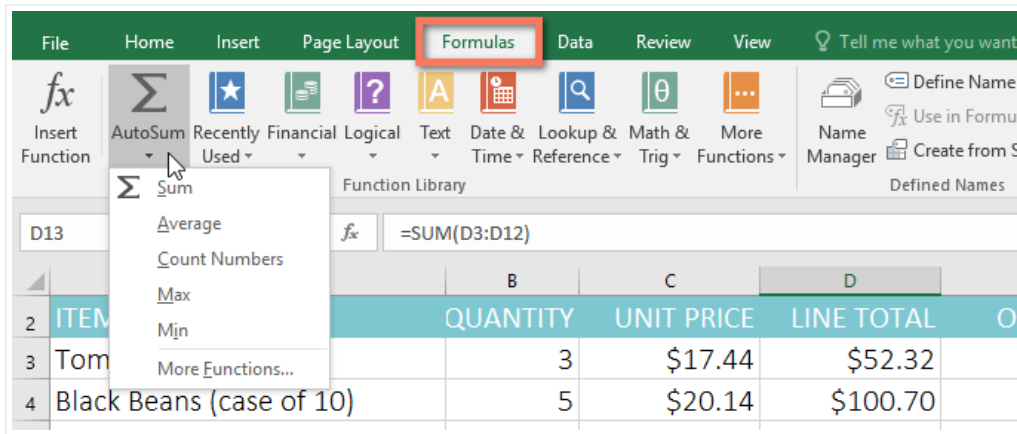 File Home Insert Page Layout Formulas Data Review View Tell me what you want
fx Σ ? A θ ...
Insert AutoSum Recently Financial Logical Text Date & Lookup & Math & More Name Define Name
Function Used Time Reference Trig Functions Manager Use in Formu
Create from S
Function Library Defined Names
Σ Sum
Average
Count Numbers
Max
Min
More Functions...
D13 fx =SUM(D3:D12)
B C D
2 ITEM QUANTITY UNIT PRICE LINE TOTAL O
3 Tom 3 $17.44 $52.32
4 Black Beans (case of 10) 5 $20.14 $100.70